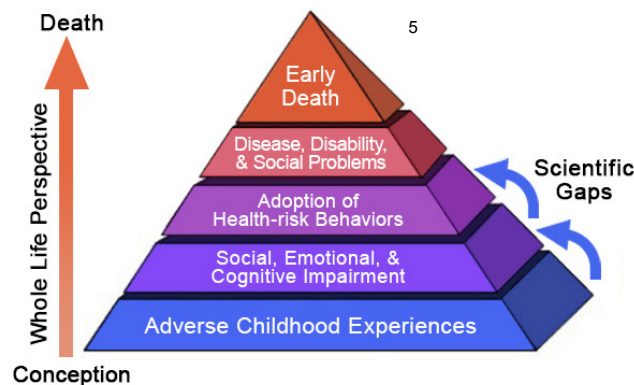 Death
5
Early
Death
Disease, Disability,
& Social Problems
Scientific
Gaps
Adoption of
Health-risk Behaviors
Social, Emotional, &
Cognitive Impairment
Adverse Childhood Experiences
Whole Life Perspective
Conception